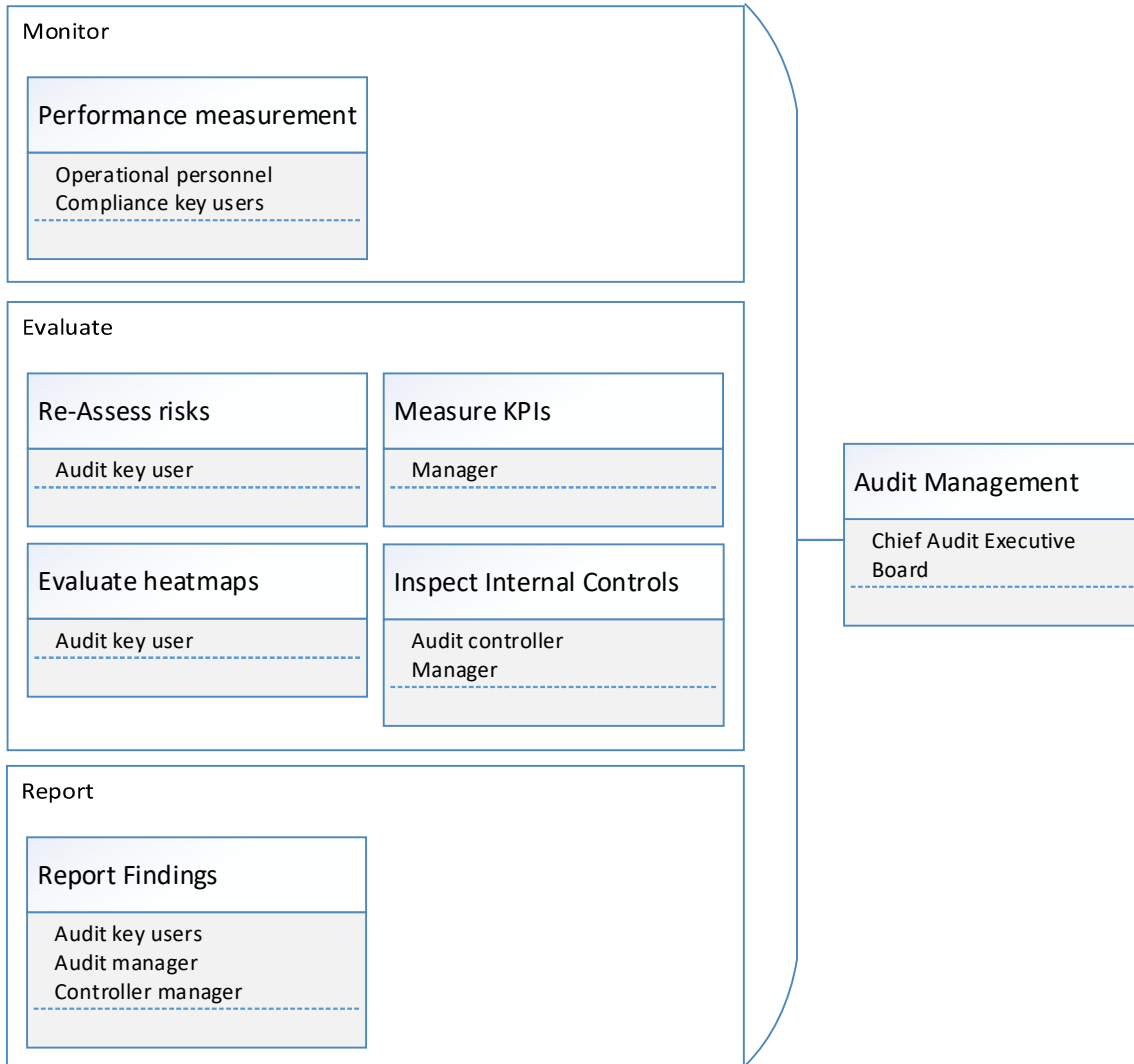 Monitor
Performance measurement
Operational personnel
Compliance key users
Evaluate
Re-Assess risks
Audit key user
Measure KPIs
Manager
Evaluate heatmaps
Audit key user
Inspect Internal Controls
Audit controller
Manager
Report
Report Findings
Audit key users
Audit manager
Controller manager
Audit Management
Chief Audit Executive
Board